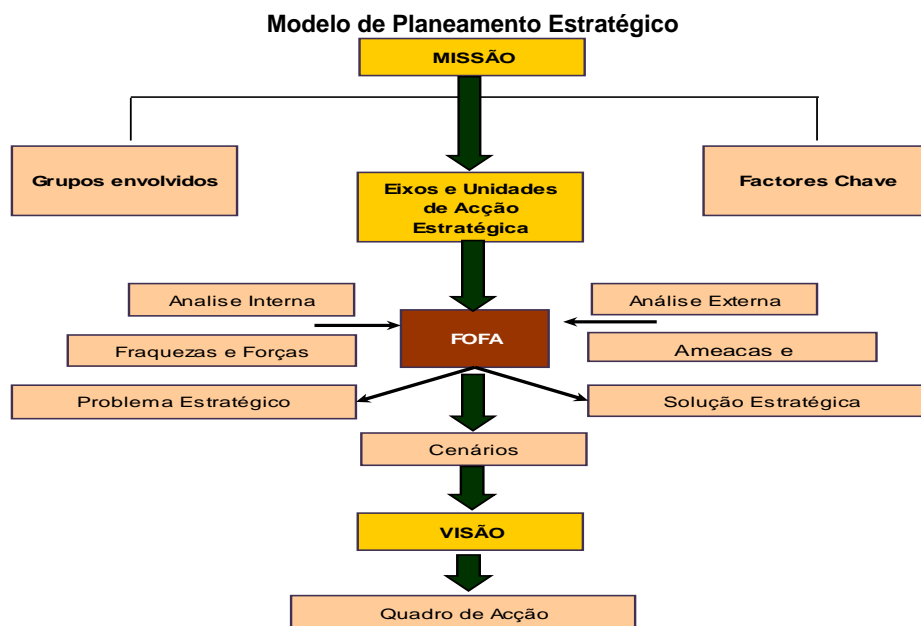 Modelo de Planeamento Estratégico
MISSÃO
Grupos envolvidos
Factores Chave
Eixos e Unidades
de Acção
Estratégica
Analise Interna
Análise Externa
FOFA
Fraquezas e Forças
Ameacas e
Problema Estratégico
Solução Estratégica
Cenários
VISÃO
Quadro de Acção